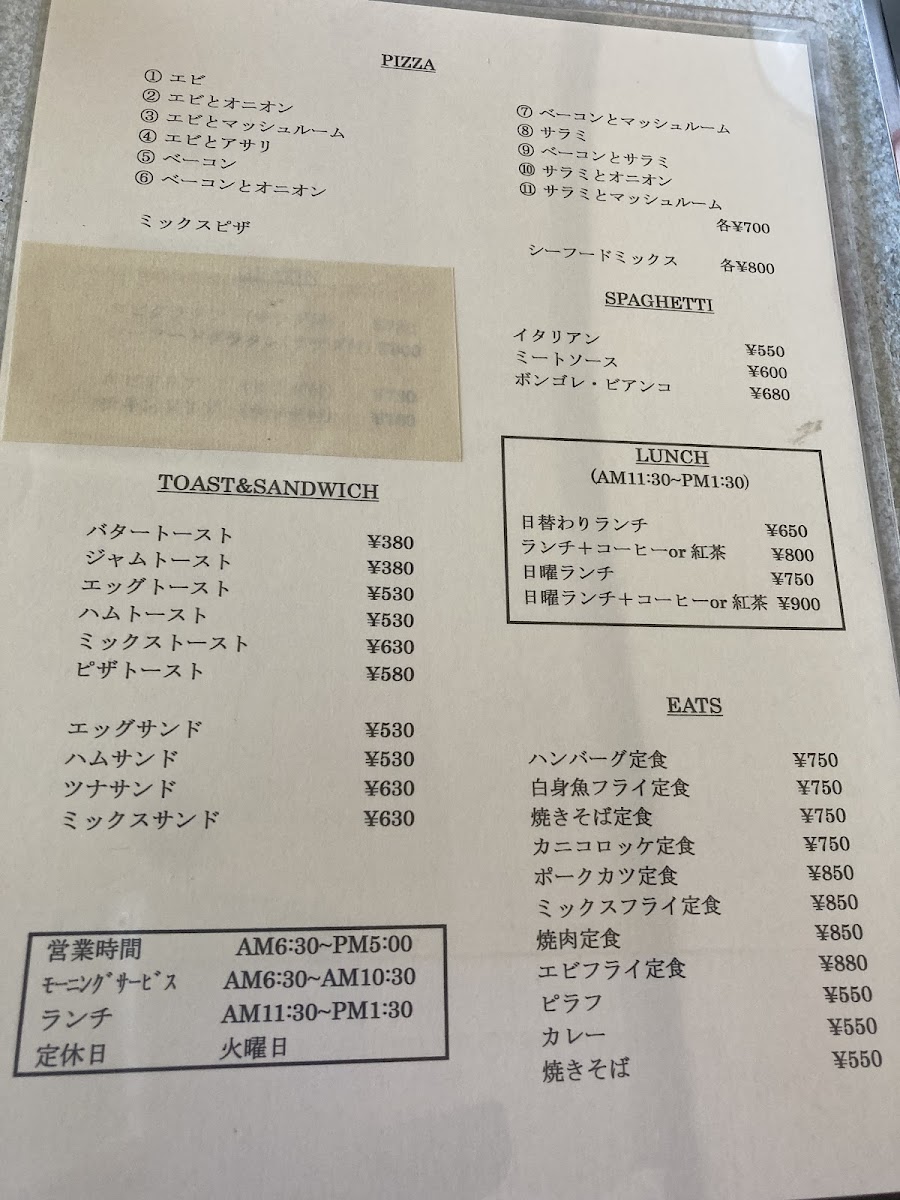 PIZZA
① エビ
② エビとオニオン
③ エビとマッシュルーム
④ エビとアサリ
⑤ ベーコン
⑥ ベーコンとオニオン
⑦ ベーコンとマッシュルーム
⑧ サラミ
⑨ ベーコンとサラミ
⑩ サラミとオニオン
⑪ サラミとマッシュルーム
各¥700
ミックスピザ
シーフードミックス 各¥800
SPAGHETTI
イタリアン ¥550
ミートソース ¥600
ボンゴレ・ビアンコ ¥680
TOAST&SANDWICH
バタートースト ¥380
ジャムトースト ¥380
エッグトースト ¥530
ハムトースト ¥530
ミックストースト ¥630
ピザトースト ¥580
エッグサンド ¥530
ハムサンド ¥530
ツナサンド ¥630
ミックスサンド ¥630
LUNCH
(AM11:30~PM1:30)
日替わりランチ ¥650
ランチ+コーヒーor 紅茶 ¥800
日曜ランチ ¥750
日曜ランチ+コーヒーor 紅茶 ¥900
EATS
ハンバーグ定食 ¥750
白身魚フライ定食 ¥750
焼きそば定食 ¥750
カニコロッケ定食 ¥750
ポークカツ定食 ¥850
ミックスフライ定食 ¥850
焼肉定食 ¥850
エビフライ定食 ¥880
ピラフ ¥550
カレー ¥550
焼きそば ¥550
営業時間 AM6:30~PM5:00
ﾓｰﾆﾝｸﾞｻｰﾋﾞｽ AM6:30~AM10:30
ランチ AM11:30~PM1:30
定休日 火曜日